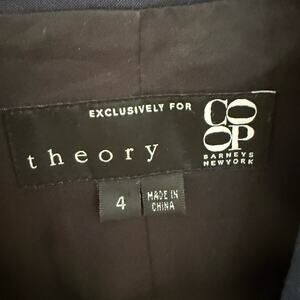 EXCLUSIVELY FOR
theory
CO
OP
BARNEYS
NEWYORK
4
MADE IN
CHINA